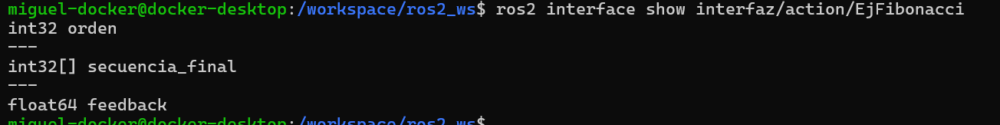 miguel-docker@docker-desktop:/workspace/ros2_ws$ ros2 interface show interfaz/action/EjFibonacci
int32 orden
---
int32[] secuencia_final
---
float64 feedback
miguel-docker@docker-desktop:/workspace/ros2_ws$